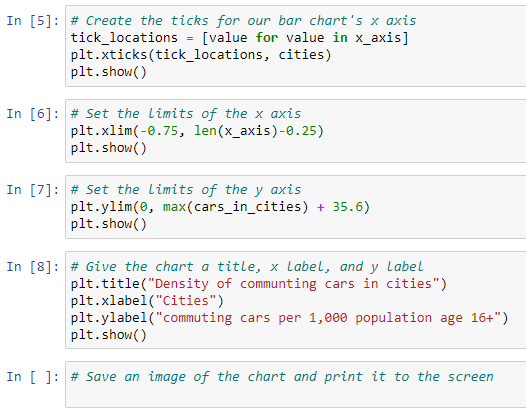 In [5]: # Create the ticks for our bar chart's x axis
tick_locations = [value for value in x_axis]
plt.xticks(tick_locations, cities)
plt.show()
In [6]: # Set the limits of the x axis
plt.xlim(-0.75, len(x_axis)-0.25)
plt.show()
In [7]: # Set the limits of the y axis
plt.ylim(0, max(cars_in_cities) + 35.6)
plt.show()
In [8]: # Give the chart a title, x label, and y label
plt.title("Density of communting cars in cities")
plt.xlabel("Cities")
plt.ylabel("commuting cars per 1,000 population age 16+")
plt.show()
In [ ]: # Save an image of the chart and print it to the screen